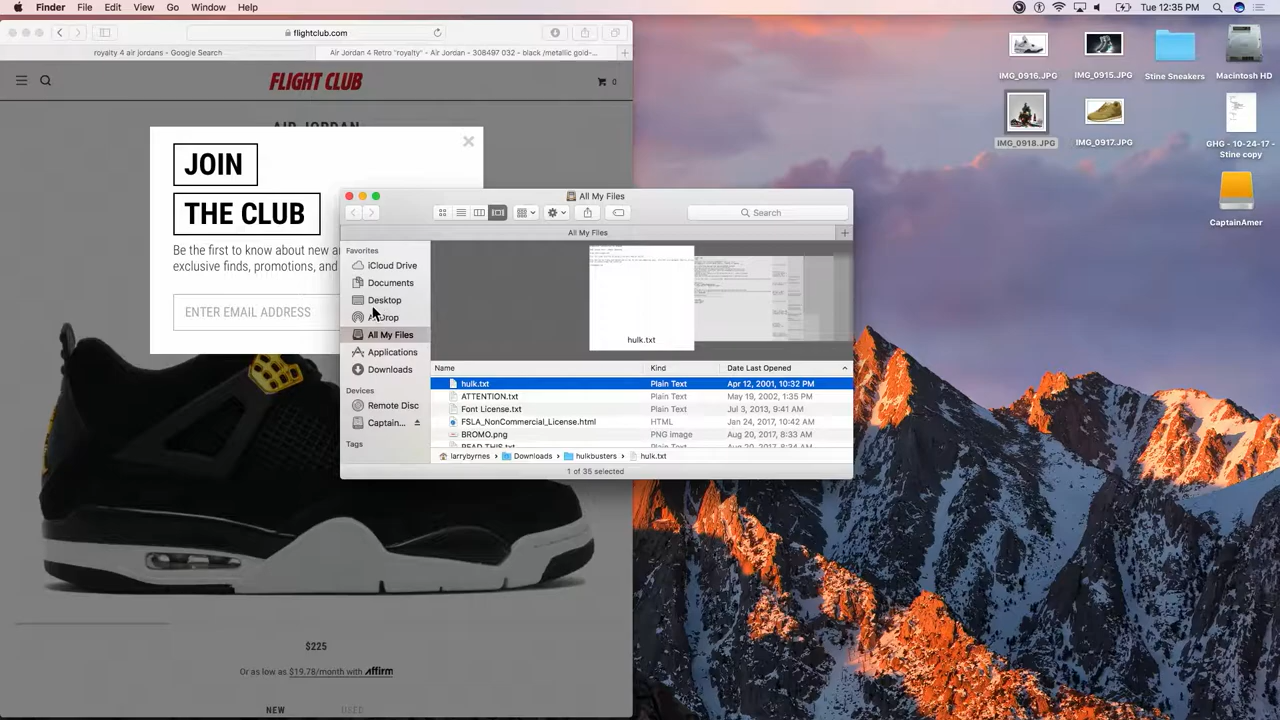 Finder File Edit View Go Window Help
Tue 12:35 PM
flightclub.com
royalty 4 air jordans - Google Search
Air Jordan 4 Retro "royalty" - Air Jordan - 308497 032 - black /metallic gold-...
FLIGHT CLUB
0
AIR JORDAN
JOIN
THE CLUB
Be the first to know about new
exclusive finds, promotions, and
ENTER EMAIL ADDRESS
$225
Or as low as $19.78/month with affirm
NEW USED
All My Files
Search
All My Files
Favorites
iCloud Drive
Documents
Desktop
All My Files
Applications
Downloads
Devices
Remote Disc
Captain...
Tags
hulk.txt
Name Kind Date Last Opened
hulk.txt Plain Text Apr 12, 2001, 10:32 PM
ATTENTION.txt Plain Text May 19, 2002, 1:35 PM
Font License.txt Plain Text Jul 3, 2013, 9:41 AM
FSLA_NonCommercial_License.html HTML Jan 24, 2017, 10:42 AM
BROMO.png PNG image Aug 20, 2017, 8:33 AM
READ THIS.txt Plain Text
larrybyrnes › Downloads › hulkbusters › hulk.txt
1 of 35 selected
IMG_0916.JPG
IMG_0915.JPG
Stine Sneakers
Macintosh HD
IMG_0918.JPG
IMG_0917.JPG
GHG - 10-24-17 -
Stine copy
CaptainAmer